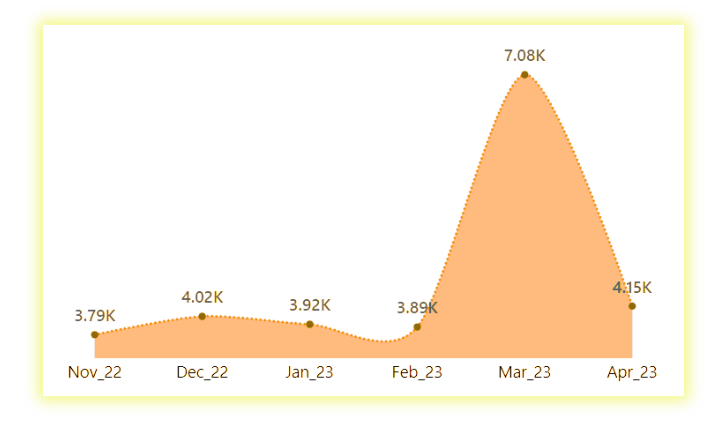 7.08K
4.15K
4.02K
3.92K
3.89K
3.79K
Nov_22 Dec_22 Jan_23 Feb_23 Mar_23 Apr_23